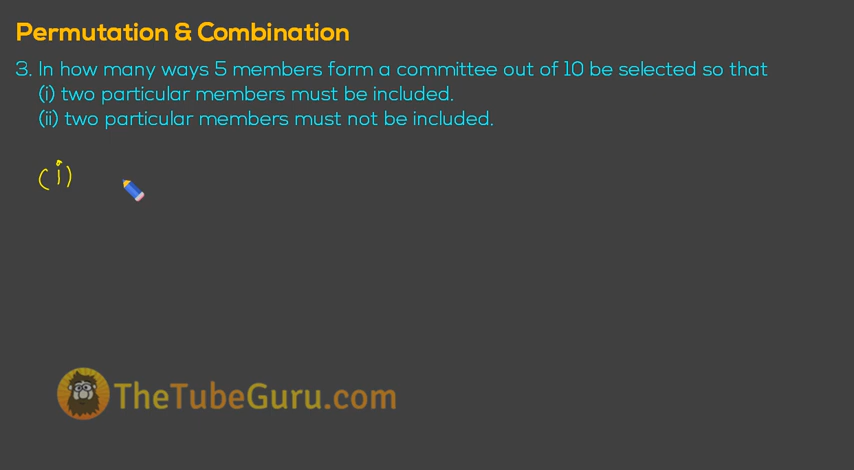 Permutation & Combination
3. In how many ways 5 members form a committee out of 10 be selected so that
(i) two particular members must be included.
(ii) two particular members must not be included.
(i)
TheTubeGuru.com